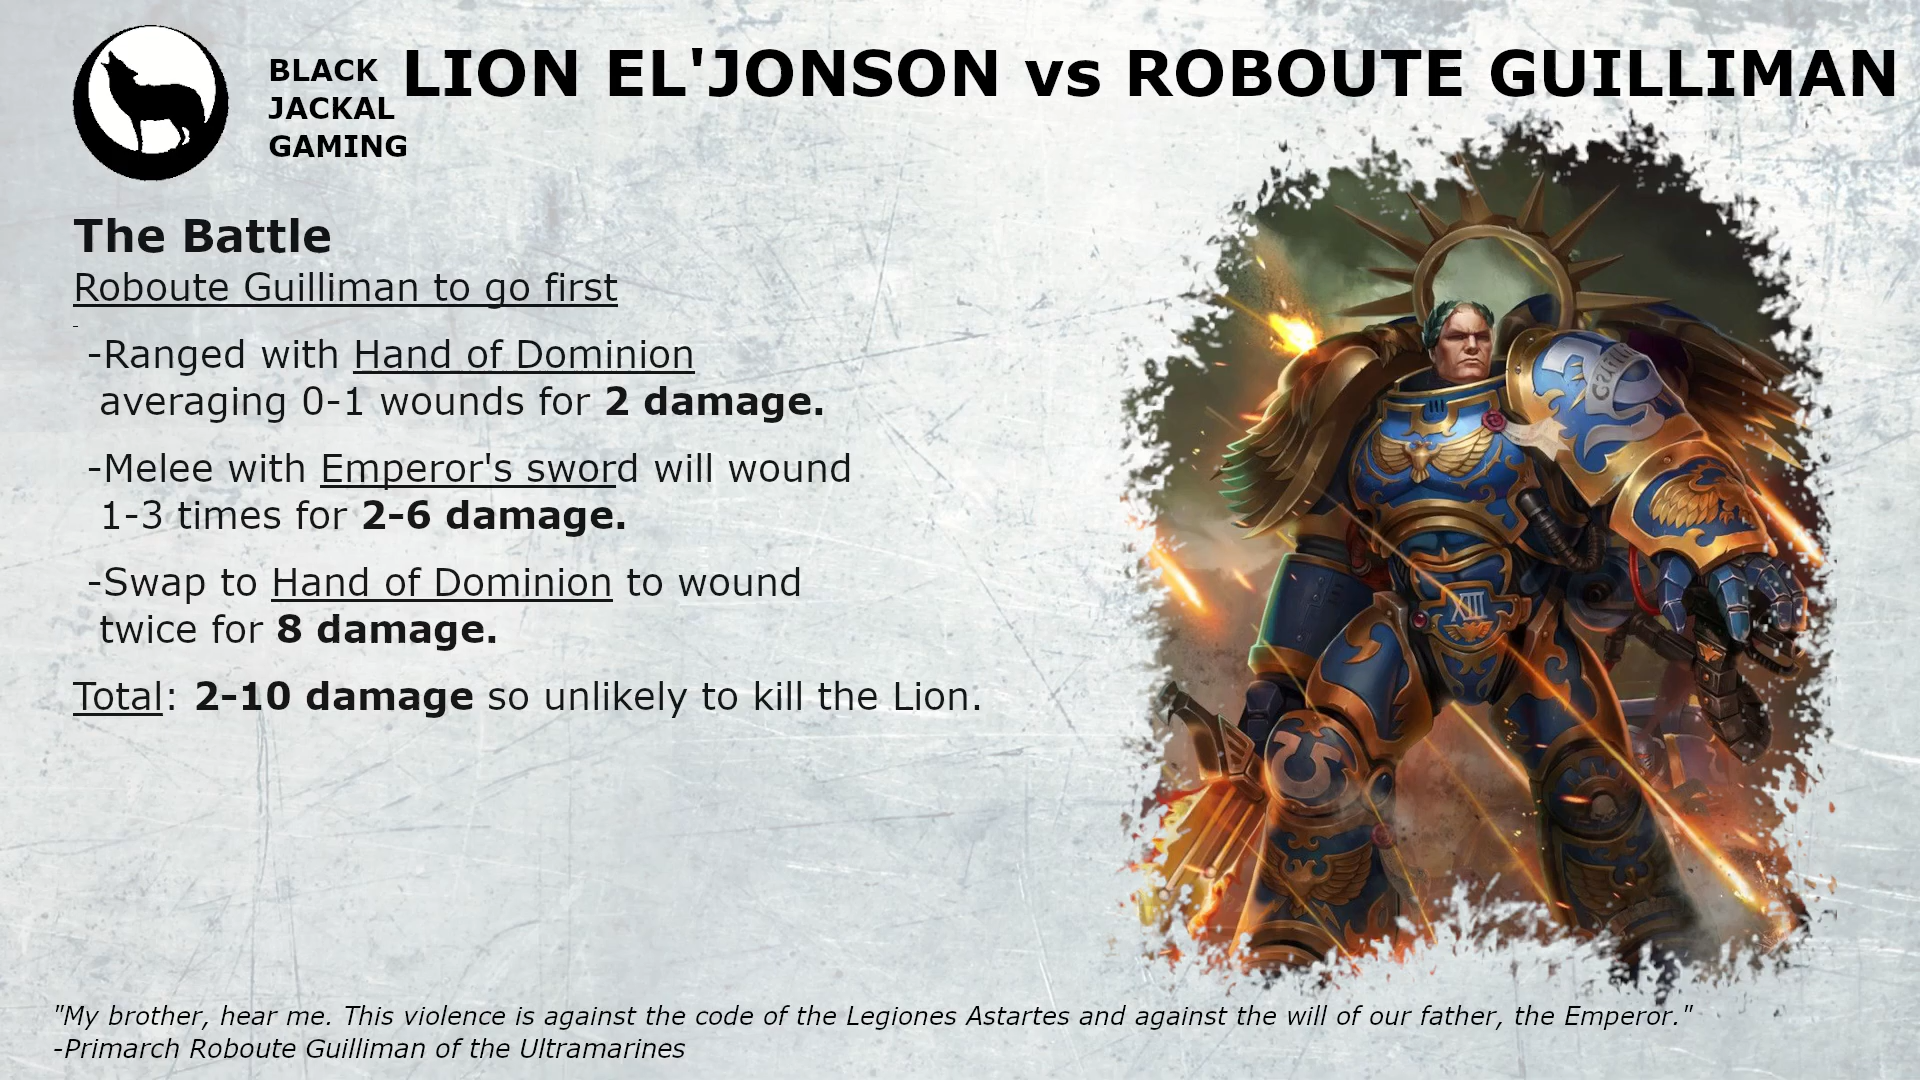 BLACK
JACKAL
GAMING
LION EL'JONSON vs ROBOUTE GUILLIMAN
The Battle
Roboute Guilliman to go first
-
-Ranged with Hand of Dominion
averaging 0-1 wounds for 2 damage.
-Melee with Emperor's sword will wound
1-3 times for 2-6 damage.
-Swap to Hand of Dominion to wound
twice for 8 damage.
Total: 2-10 damage so unlikely to kill the Lion.
XIII
"My brother, hear me. This violence is against the code of the Legiones Astartes and against the will of our father, the Emperor."
-Primarch Roboute Guilliman of the Ultramarines